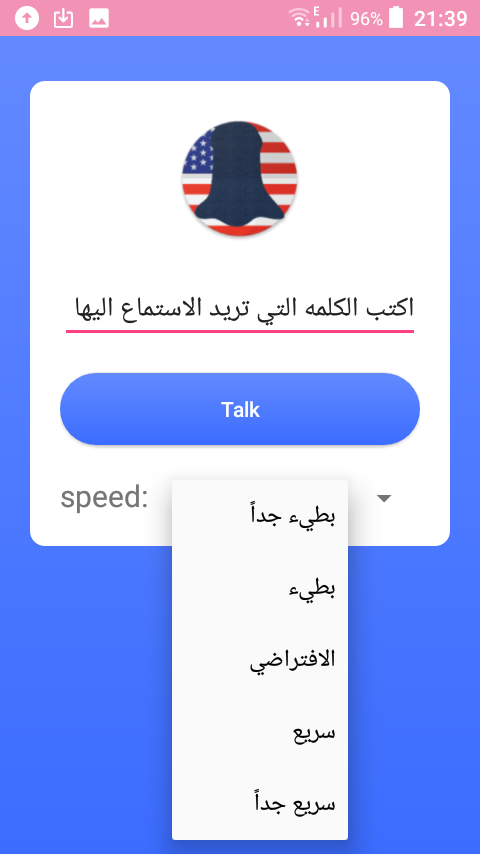 E 96% 21:39
اكتب الكلمه التي تريد الاستماع اليها
Talk
speed:
بطيء جداً
بطيء
الافتراضي
سريع
سريع جداً